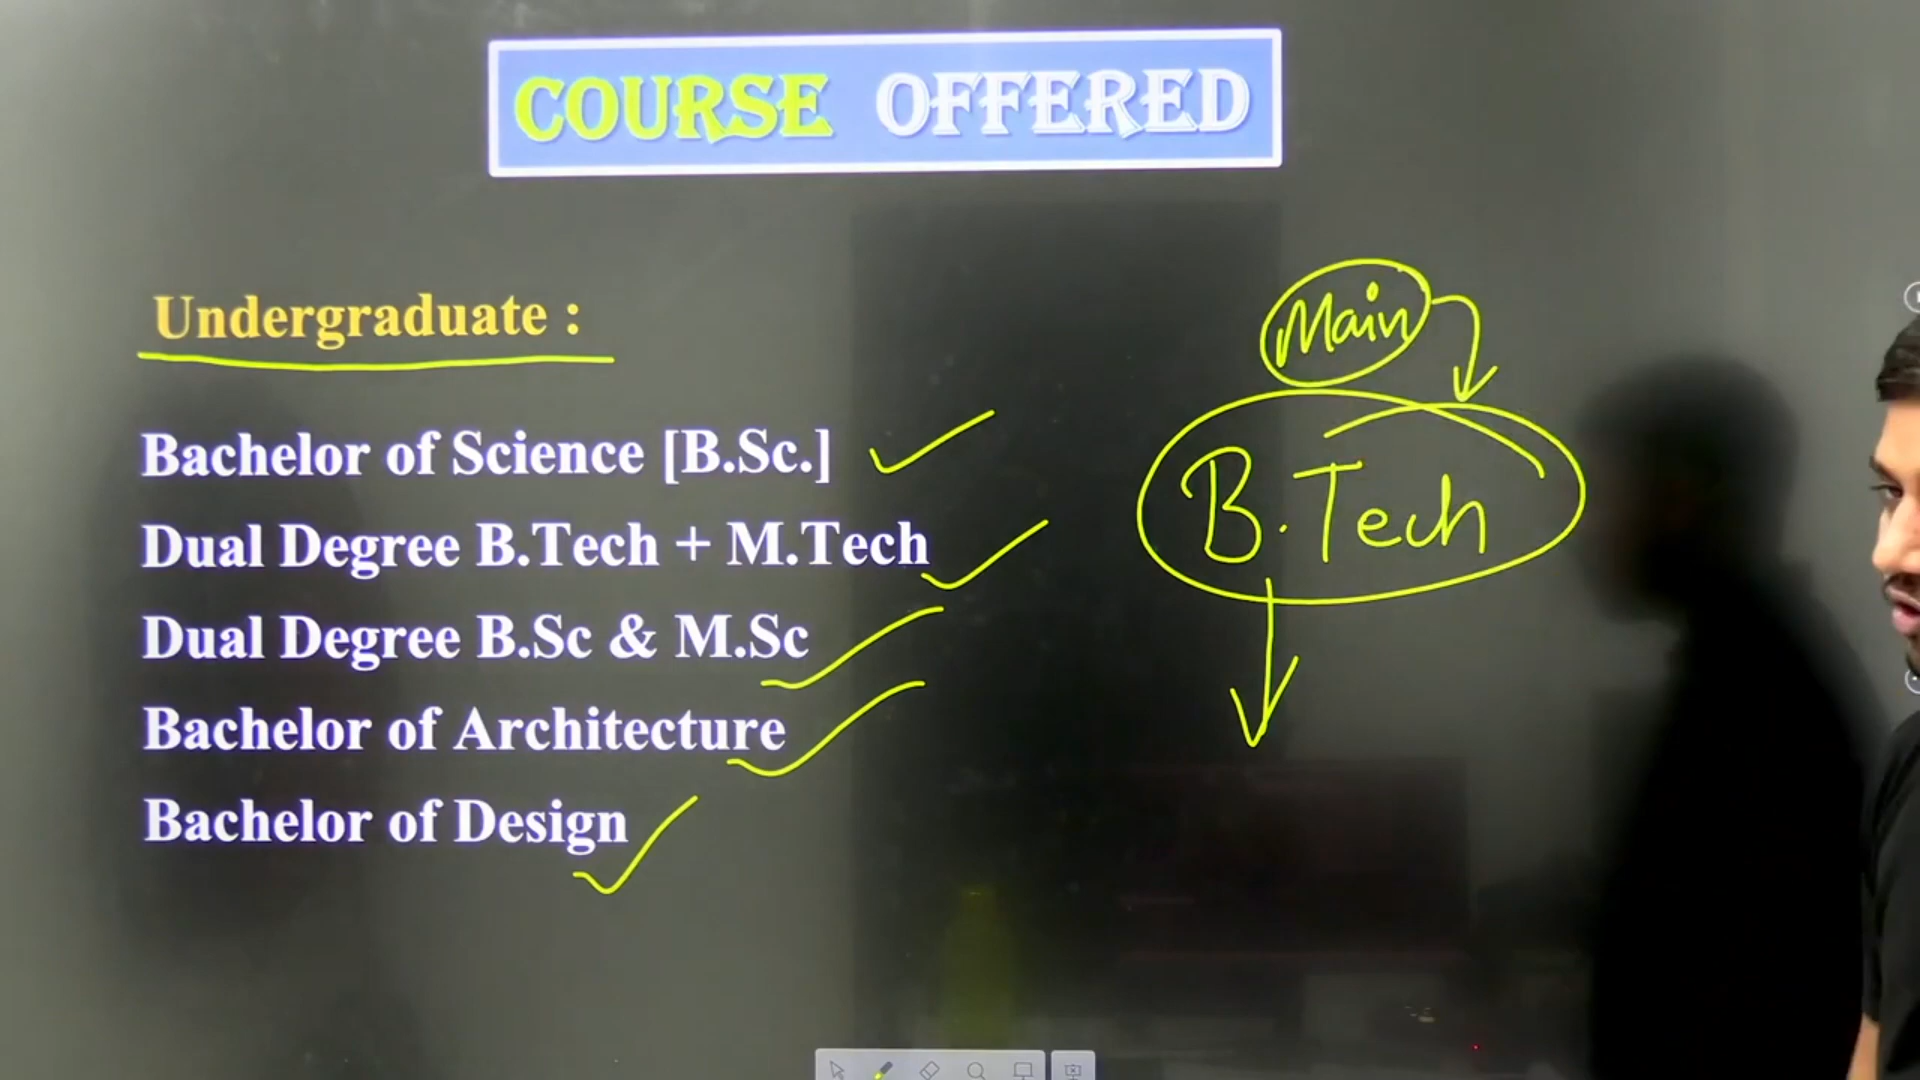 COURSE OFFERED
Undergraduate :
Bachelor of Science [B.Sc.]
Dual Degree B.Tech + M.Tech
Dual Degree B.Sc & M.Sc
Bachelor of Architecture
Bachelor of Design
Main
B.Tech